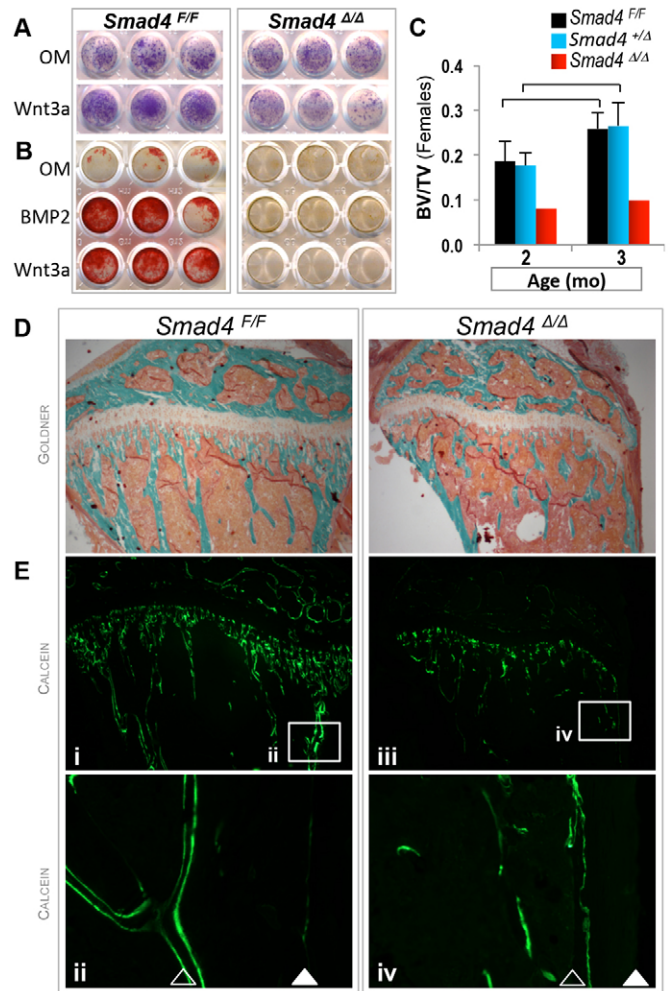 Smad4 F/F
Smad4 Δ/Δ
A
OM
Wnt3a
B
OM
BMP2
Wnt3a
C
Smad4 F/F
Smad4 +/Δ
Smad4 Δ/Δ
BV/TV (Females)
0.4
0.3
0.2
0.1
0.0
2
3
Age (mo)
D
Smad4 F/F
Smad4 Δ/Δ
GOLDNER
E
CALCEIN
i
ii
iii
iv
CALCEIN
ii
iv